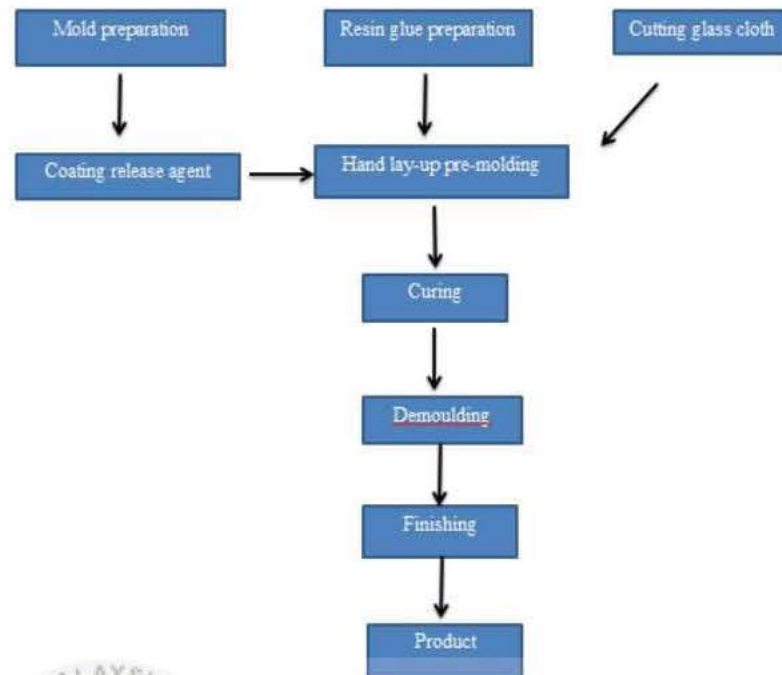 Mold preparation
Resin glue preparation
Cutting glass cloth
Coating release agent
Hand lay-up pre-molding
Curing
Demoulding
Finishing
Product